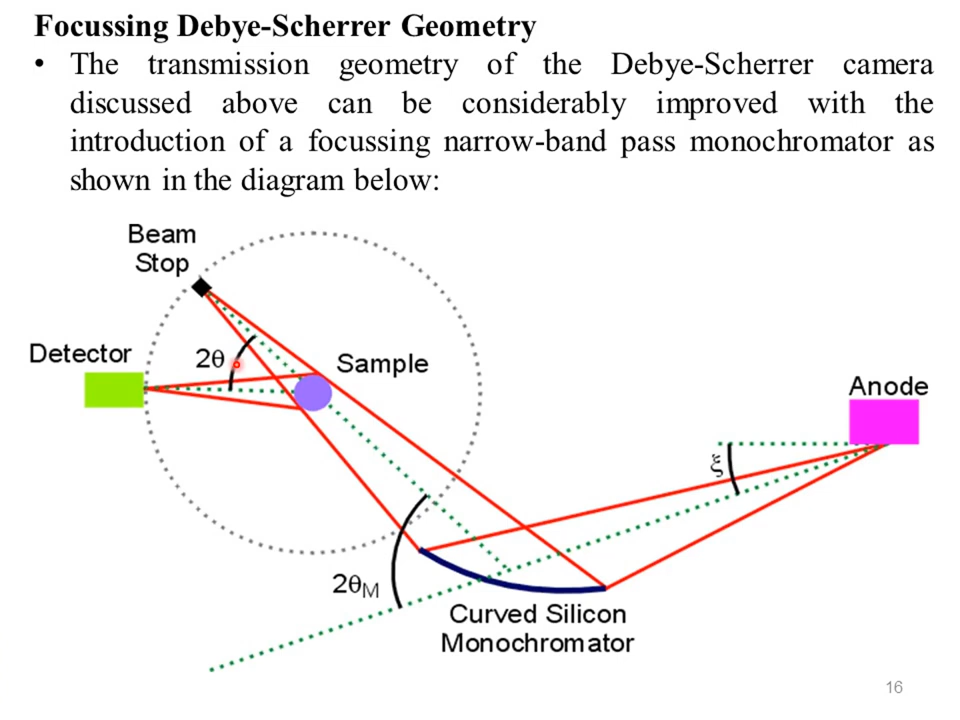 Focussing Debye-Scherrer Geometry
• The transmission geometry of the Debye-Scherrer camera
discussed above can be considerably improved with the
introduction of a focussing narrow-band pass monochromator as
shown in the diagram below:
Beam
Stop
Detector
2θ
Sample
Anode
ξ
2θM
Curved Silicon
Monochromator
16